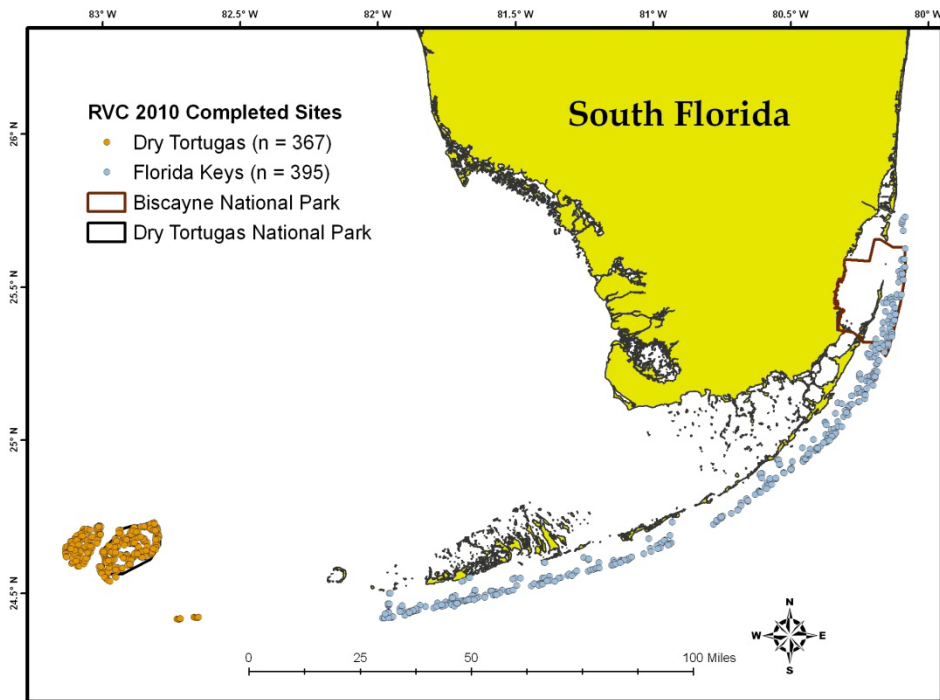 83° W 82.5° W 82° W 81.5° W 81° W 80.5° W 80° W
South Florida
RVC 2010 Completed Sites
Dry Tortugas (n = 367)
Florida Keys (n = 395)
Biscayne National Park
Dry Tortugas National Park
26° N
25.5° N
25° N
24.5° N
N
W E
S
0 25 50 100 Miles